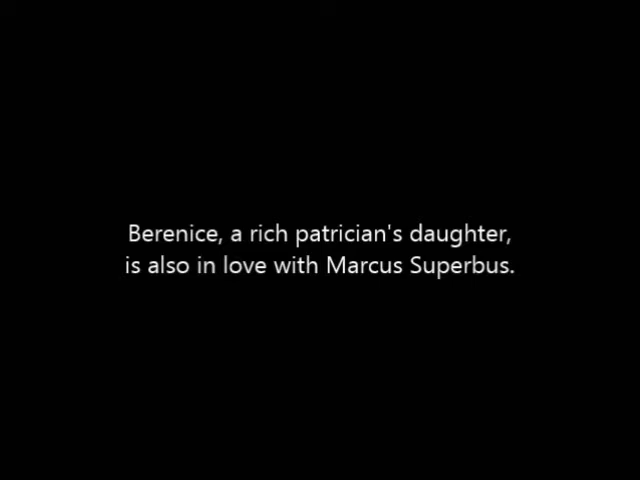 Berenice, a rich patrician's daughter,
is also in love with Marcus Superbus.